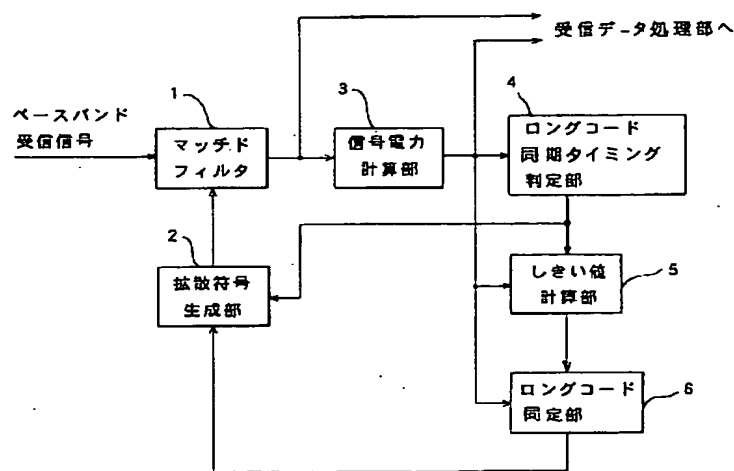 受信データ処理部へ
ベースバンド
受信信号
1
マッチド
フィルタ
3
信号電力
計算部
4
ロングコード
同期タイミング
判定部
2
拡散符号
生成部
しきい値
計算部
5
ロングコード
同定部
6